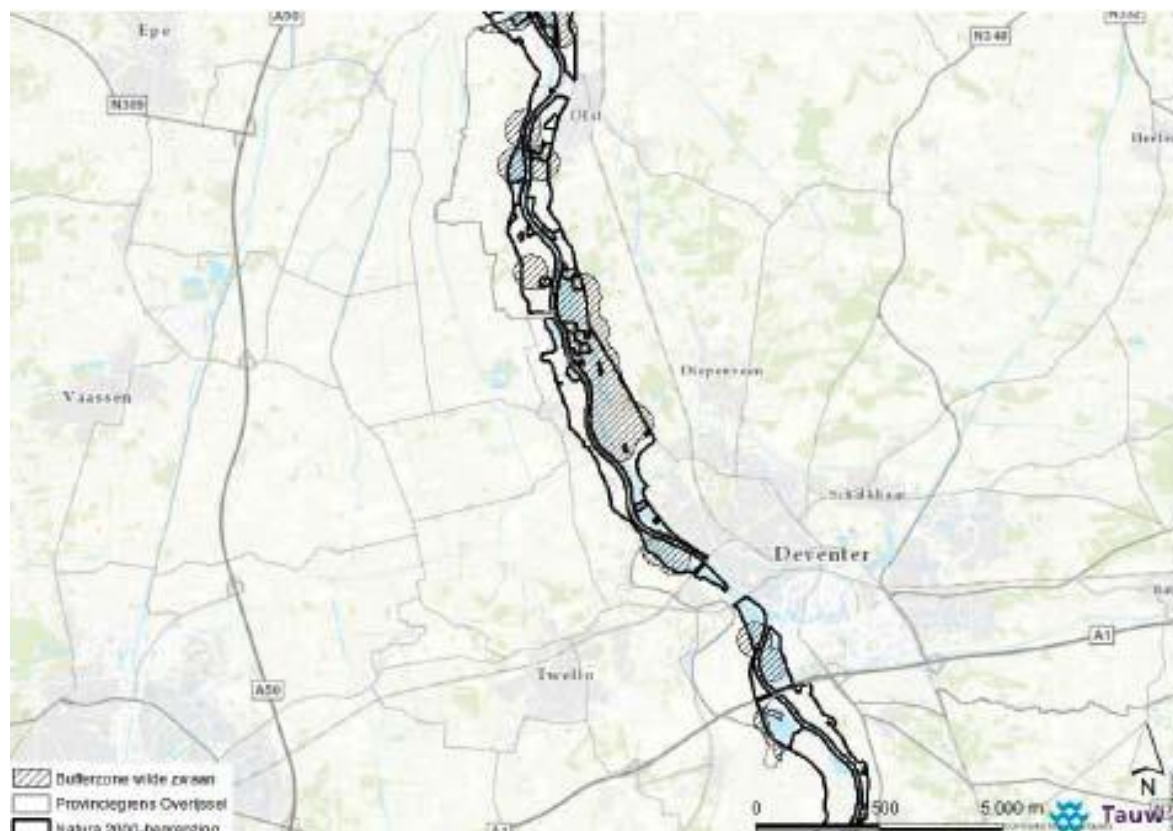 A50
N332
Epe
N348
N309
Olst
Vaassen
Diepenveen
Schalkhaar
Deventer
A1
Twello
A50
Bufferzone wilde zwaan
Provinciegrens Overijssel
Natura 2000-begrenzing
0
500
5.000 m
N
Tauw